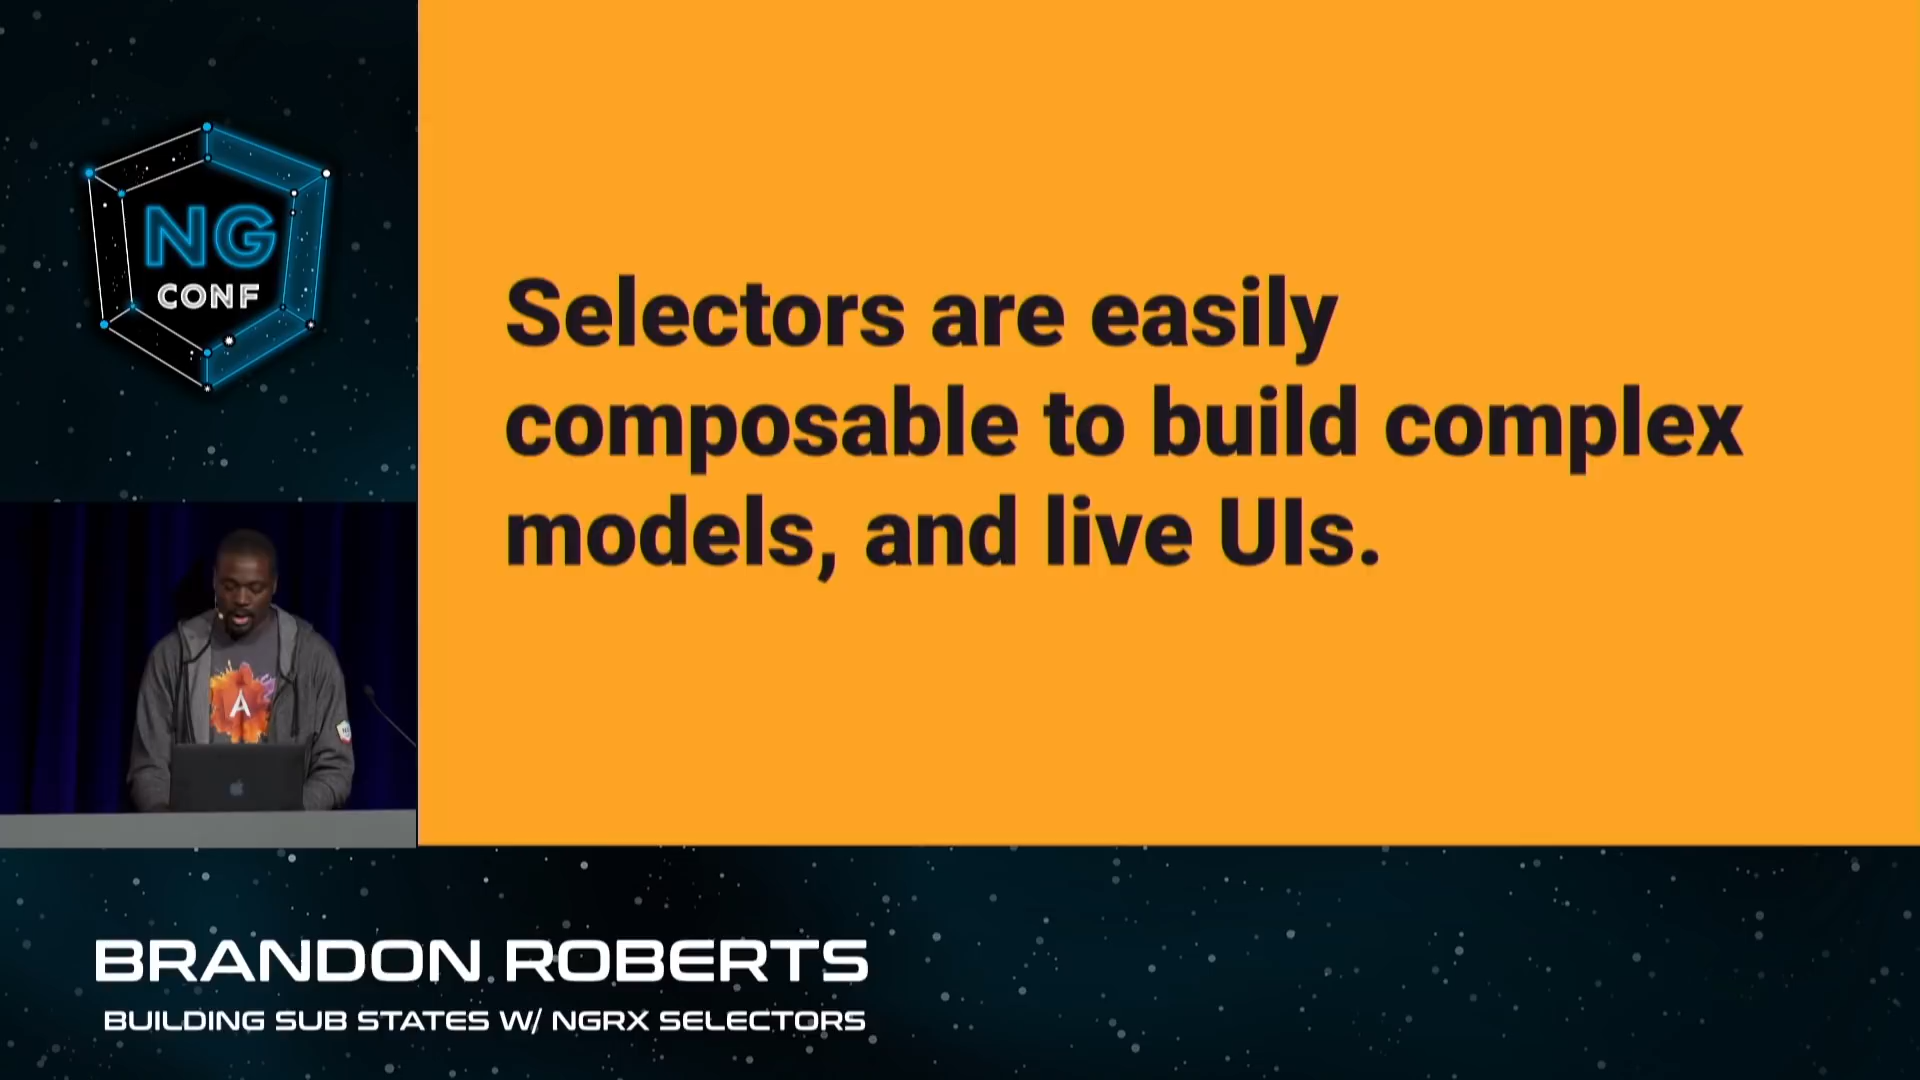 NG
CONF
Selectors are easily
composable to build complex
models, and live UIs.
A
BRANDON ROBERTS
BUILDING SUB STATES W/ NGRX SELECTORS